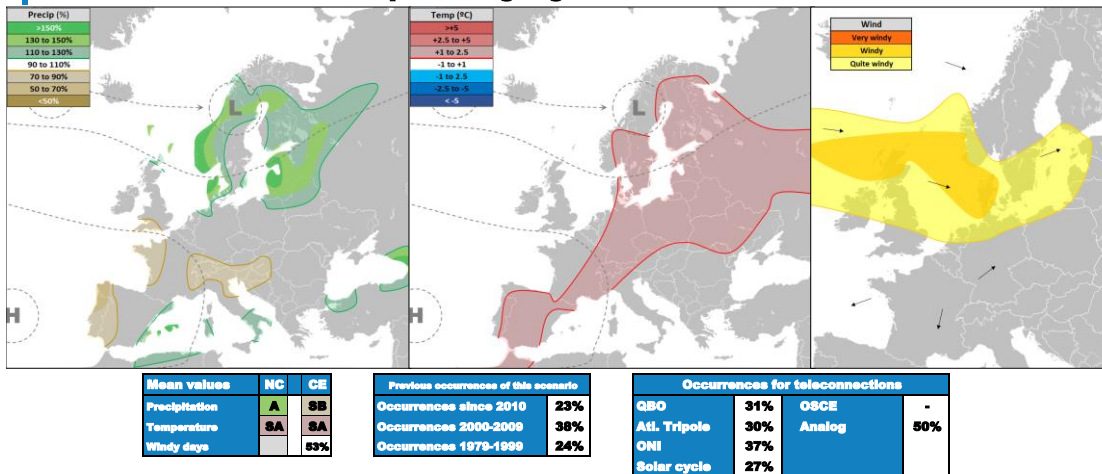 Precip (%)
>150%
130 to 150%
110 to 130%
90 to 110%
70 to 90%
50 to 70%
<50%
L
H
Temp (ºC)
>+5
+2.5 to +5
+1 to 2.5
-1 to +1
-1 to 2.5
-2.5 to -5
< -5
L
H
Wind
Very windy
Windy
Quite windy
Mean values NC CE
Precipitation A SB
Temperature SA SA
Windy days 53%
Previous occurrences of this scenario
Occurrences since 2010 23%
Occurrences 2000-2009 38%
Occurrences 1979-1999 24%
Occurrences for teleconnections
QBO 31% OSCE -
Atl. Tripole 30% Analog 50%
ONI 37%
Solar cycle 27%